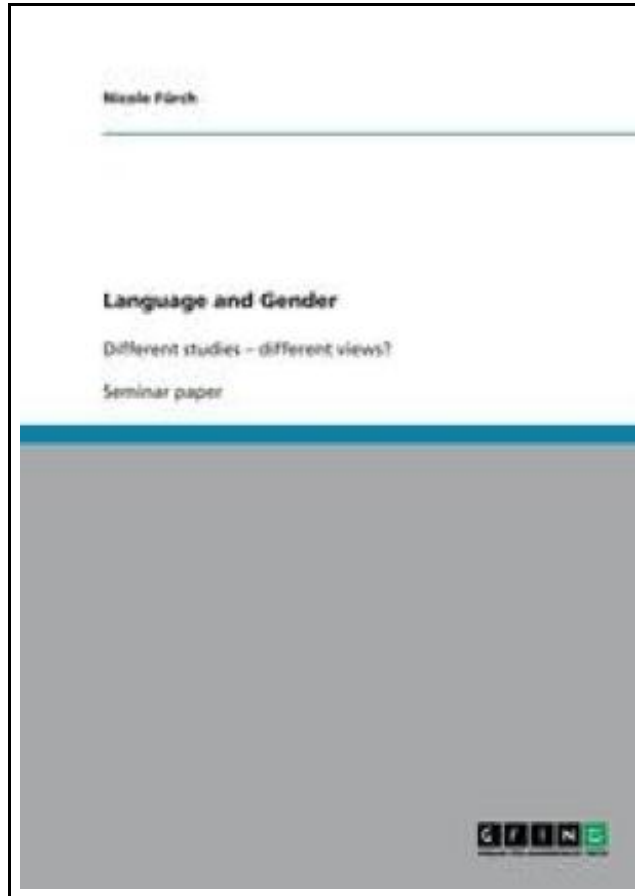 Nicole Fürch
Language and Gender
Different studies – different views?
Seminar paper
GRIN